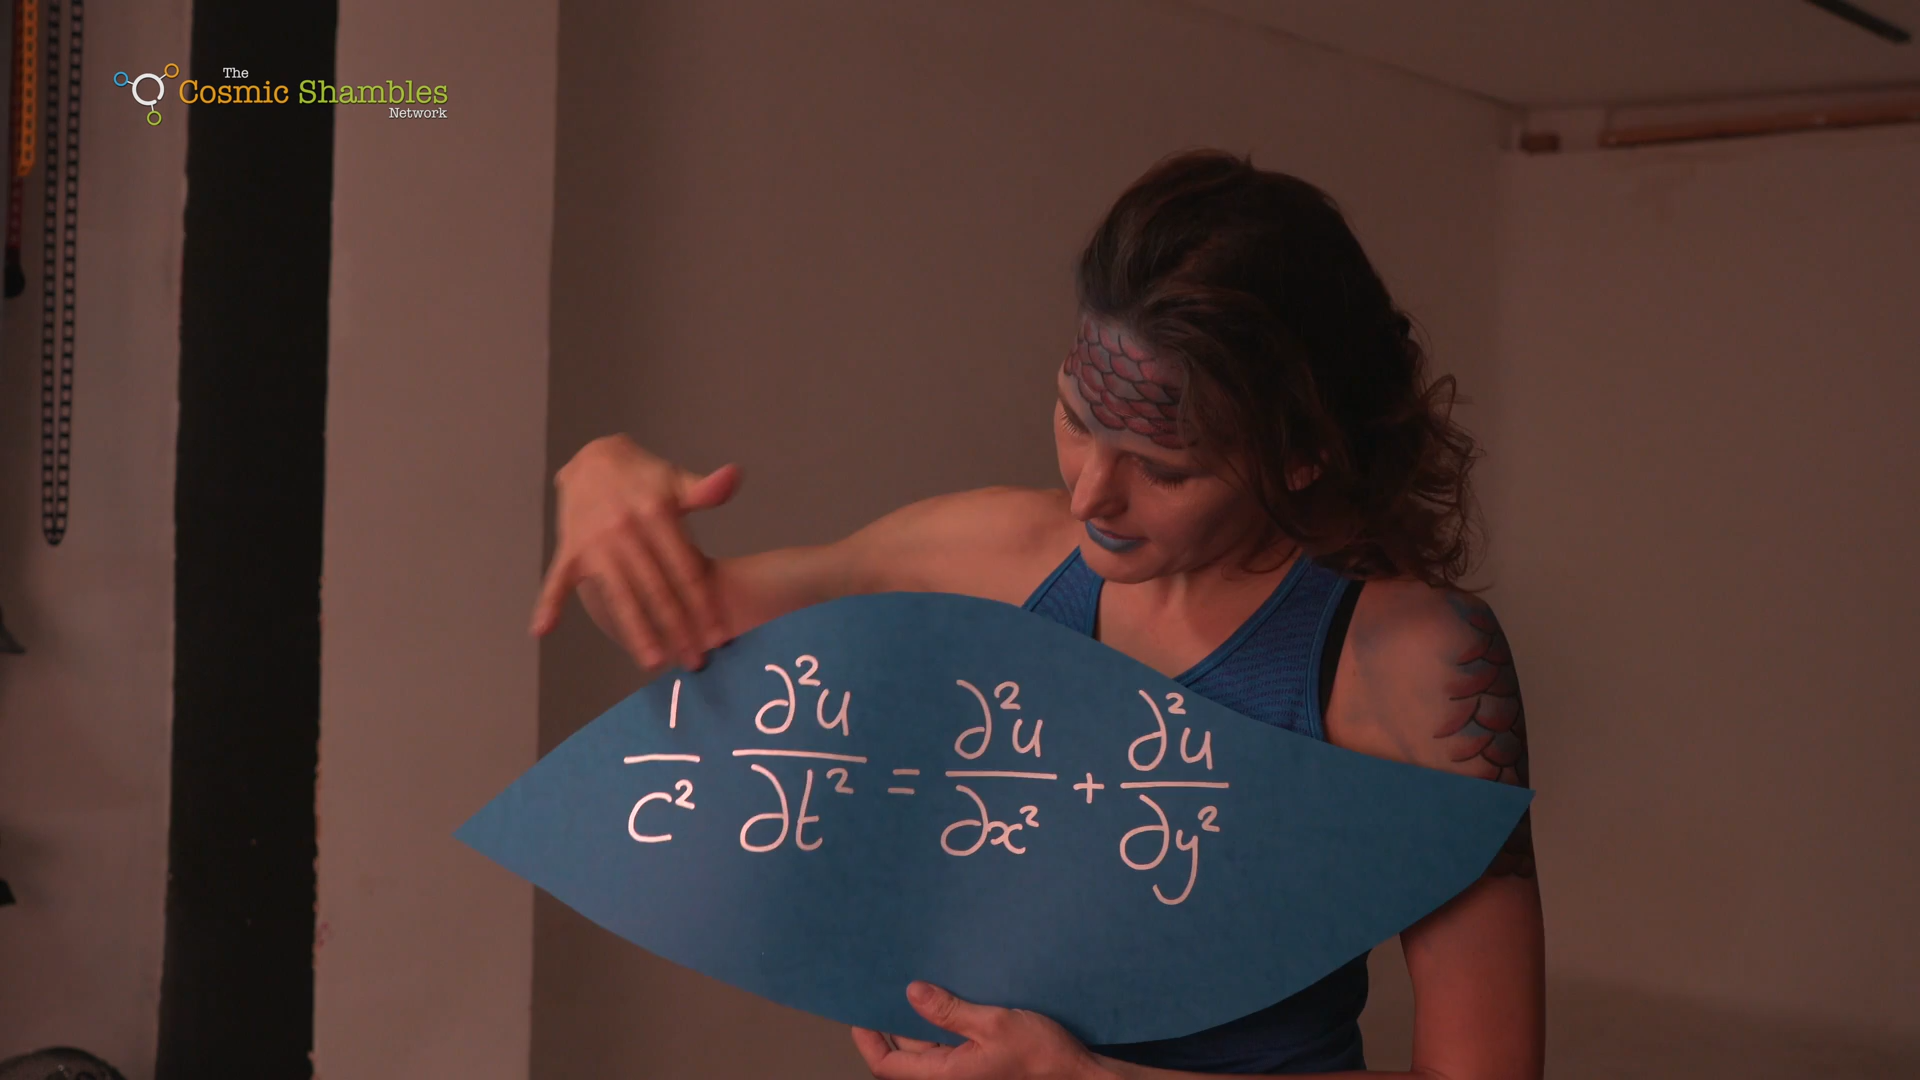 The
Cosmic Shambles
Network
1/c² ∂²u/∂t² = ∂²u/∂x² + ∂²u/∂y²